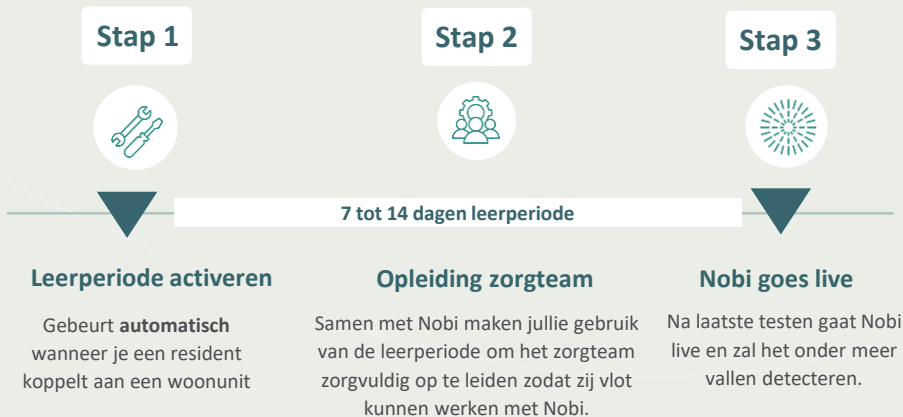 Stap 1
Stap 2
Stap 3
7 tot 14 dagen leerperiode
Leerperiode activeren
Gebeurt automatisch
wanneer je een resident
koppelt aan een woonunit
Opleiding zorgteam
Samen met Nobi maken jullie gebruik
van de leerperiode om het zorgteam
zorgvuldig op te leiden zodat zij vlot
kunnen werken met Nobi.
Nobi goes live
Na laatste testen gaat Nobi
live en zal het onder meer
vallen detecteren.